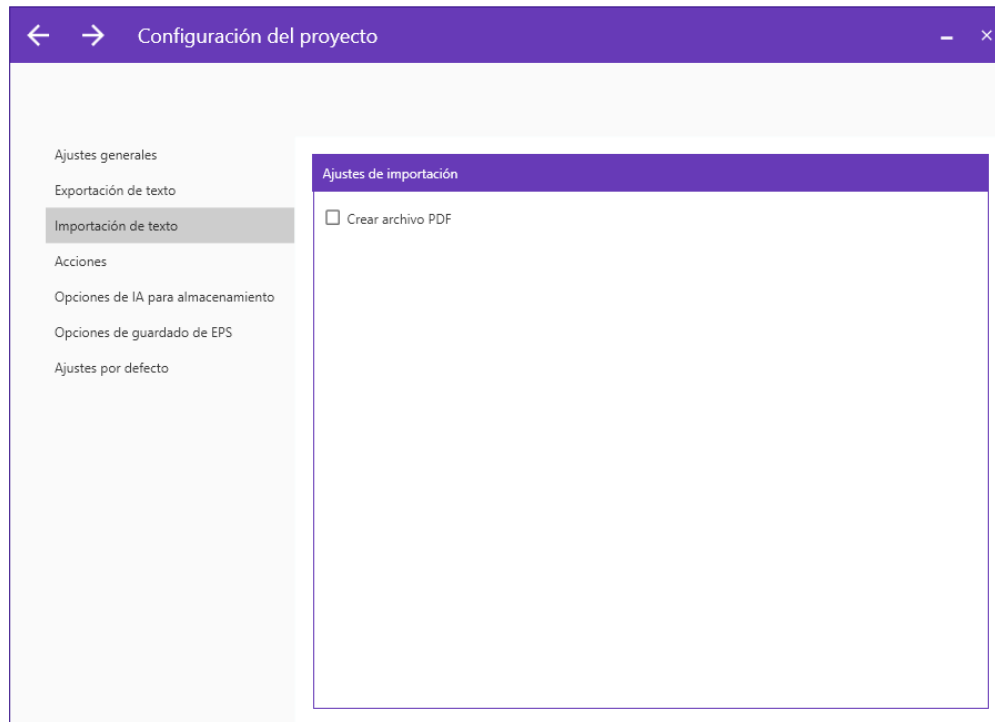 Configuración del proyecto
Ajustes generales
Exportación de texto
Importación de texto
Acciones
Opciones de IA para almacenamiento
Opciones de guardado de EPS
Ajustes por defecto
Ajustes de importación
Crear archivo PDF